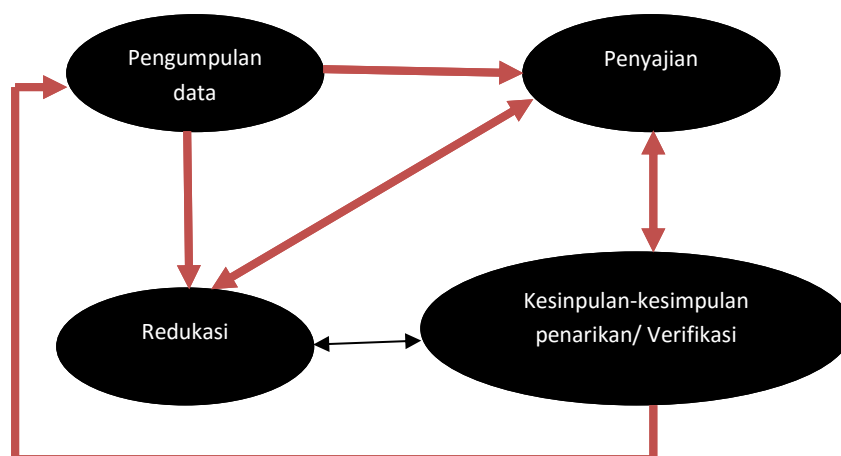 Pengumpulan
data
Penyajian
Redukasi
Kesinpulan-kesimpulan
penarikan/ Verifikasi